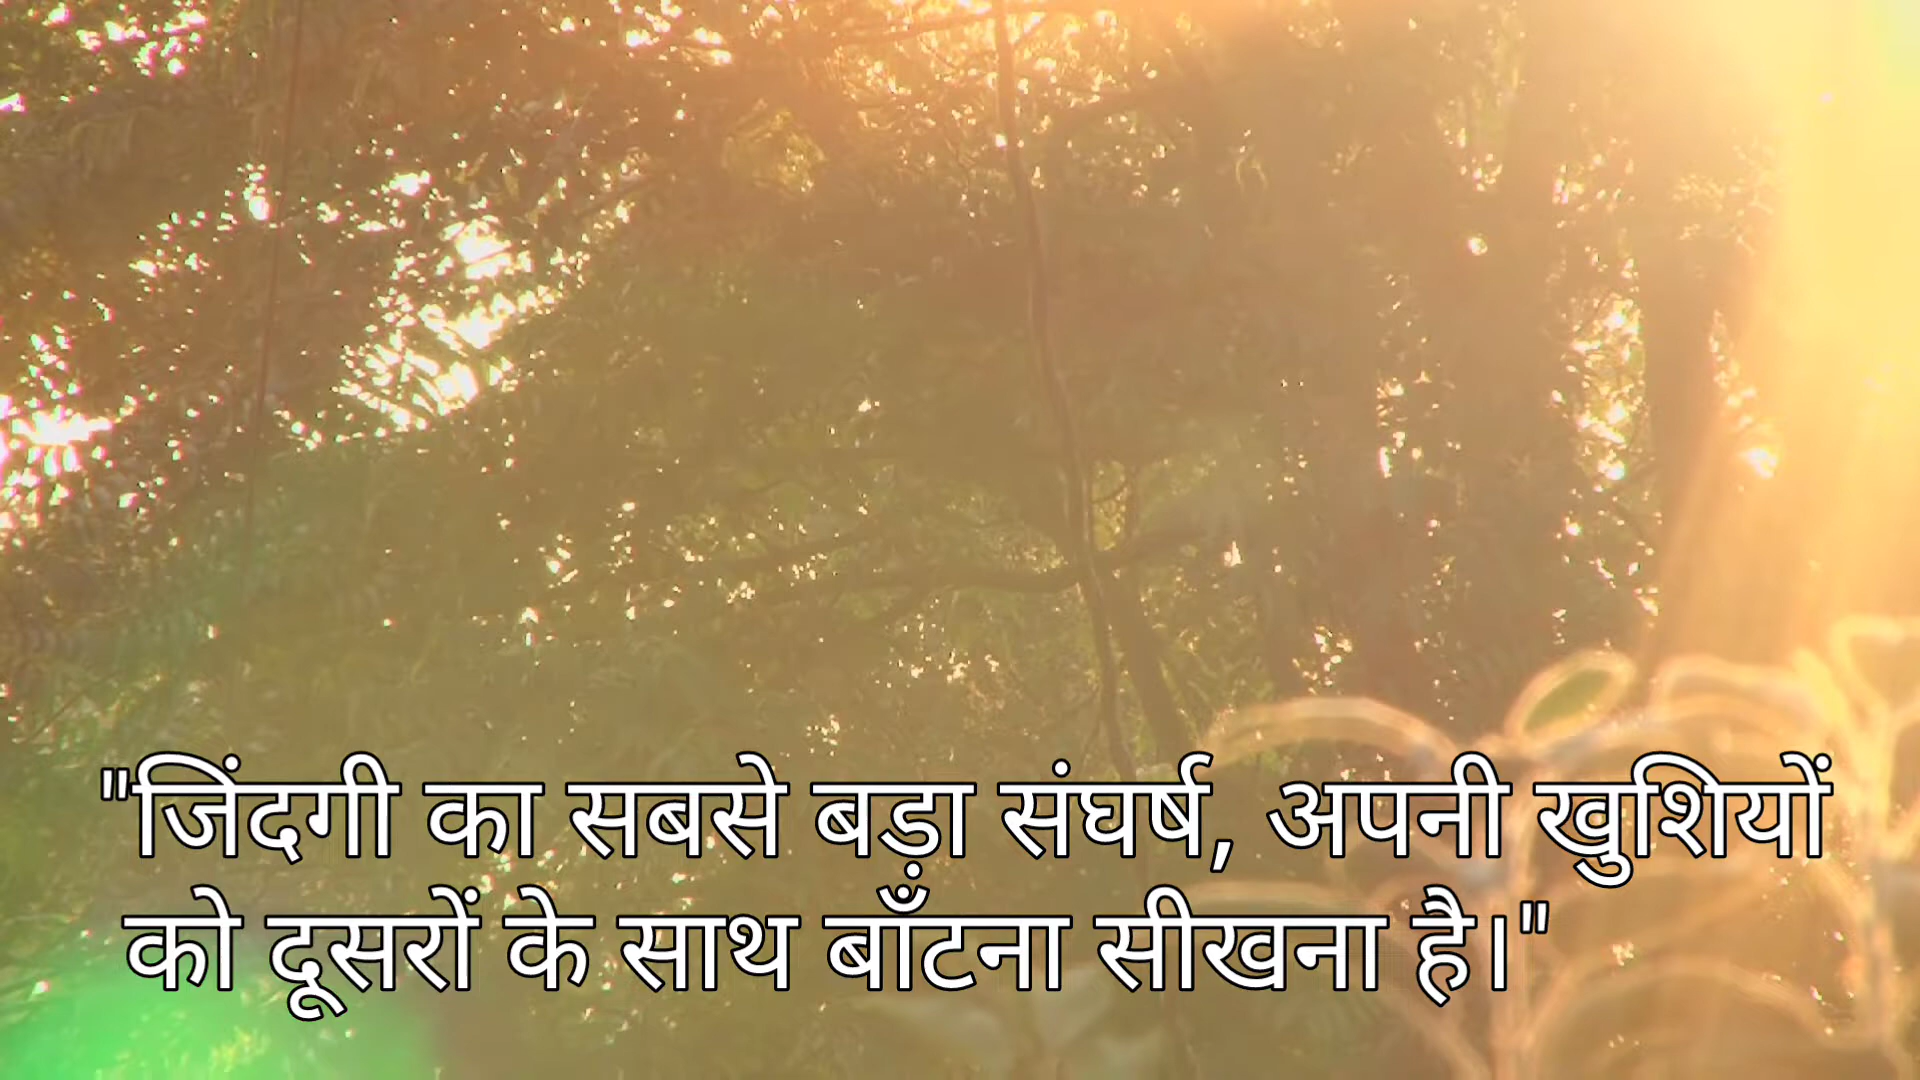 "जिंदगी का सबसे बड़ा संघर्ष, अपनी खुशियों
को दूसरों के साथ बाँटना सीखना है।"